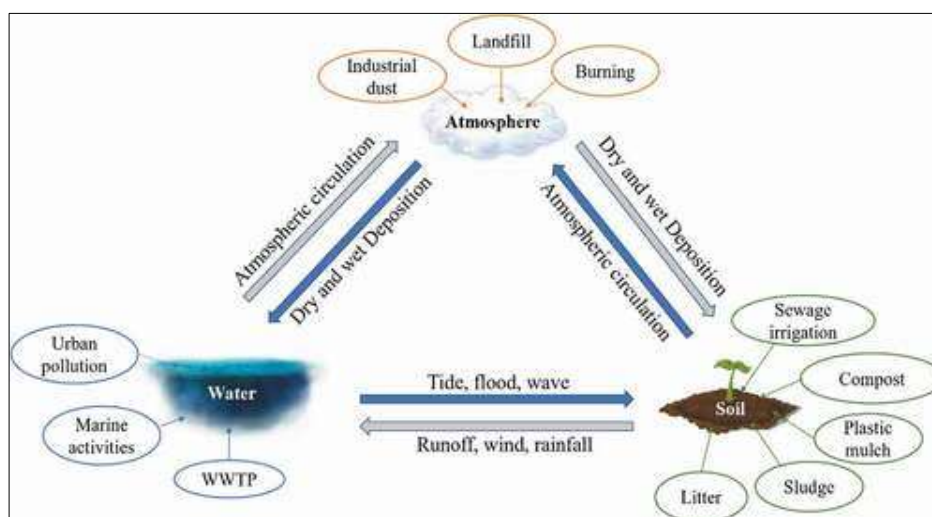 Landfill
Industrial
dust
Burning
Atmosphere
Atmospheric circulation
Dry and wet Deposition
Dry and wet Deposition
Atmospheric circulation
Urban
pollution
Water
Marine
activities
WWTP
Tide, flood, wave
Runoff, wind, rainfall
Sewage
irrigation
Compost
Soil
Plastic
mulch
Sludge
Litter